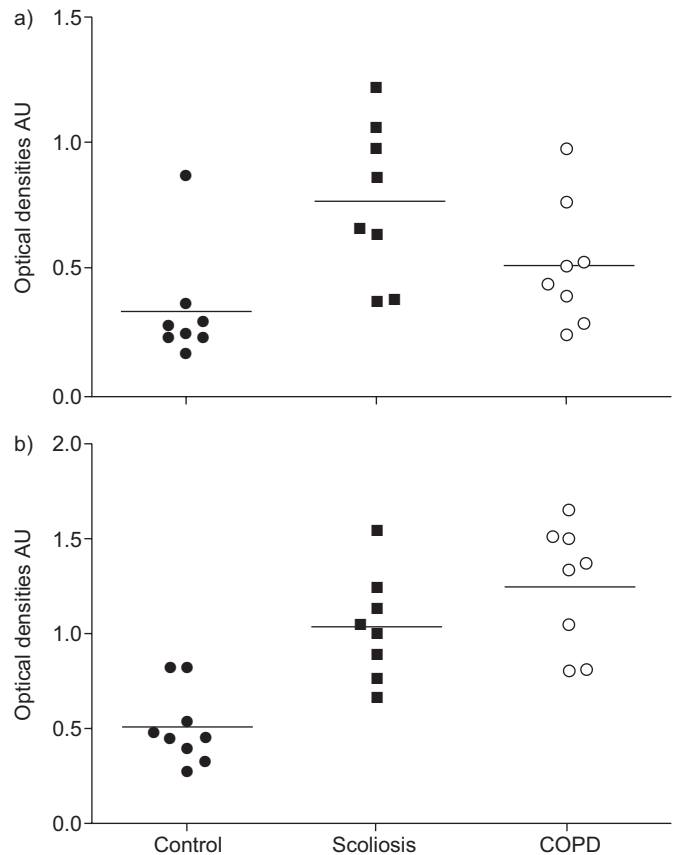 a)
1.5
1.0
0.5
0.0
Optical densities AU
b)
2.0
1.5
1.0
0.5
0.0
Optical densities AU
Control Scoliosis COPD